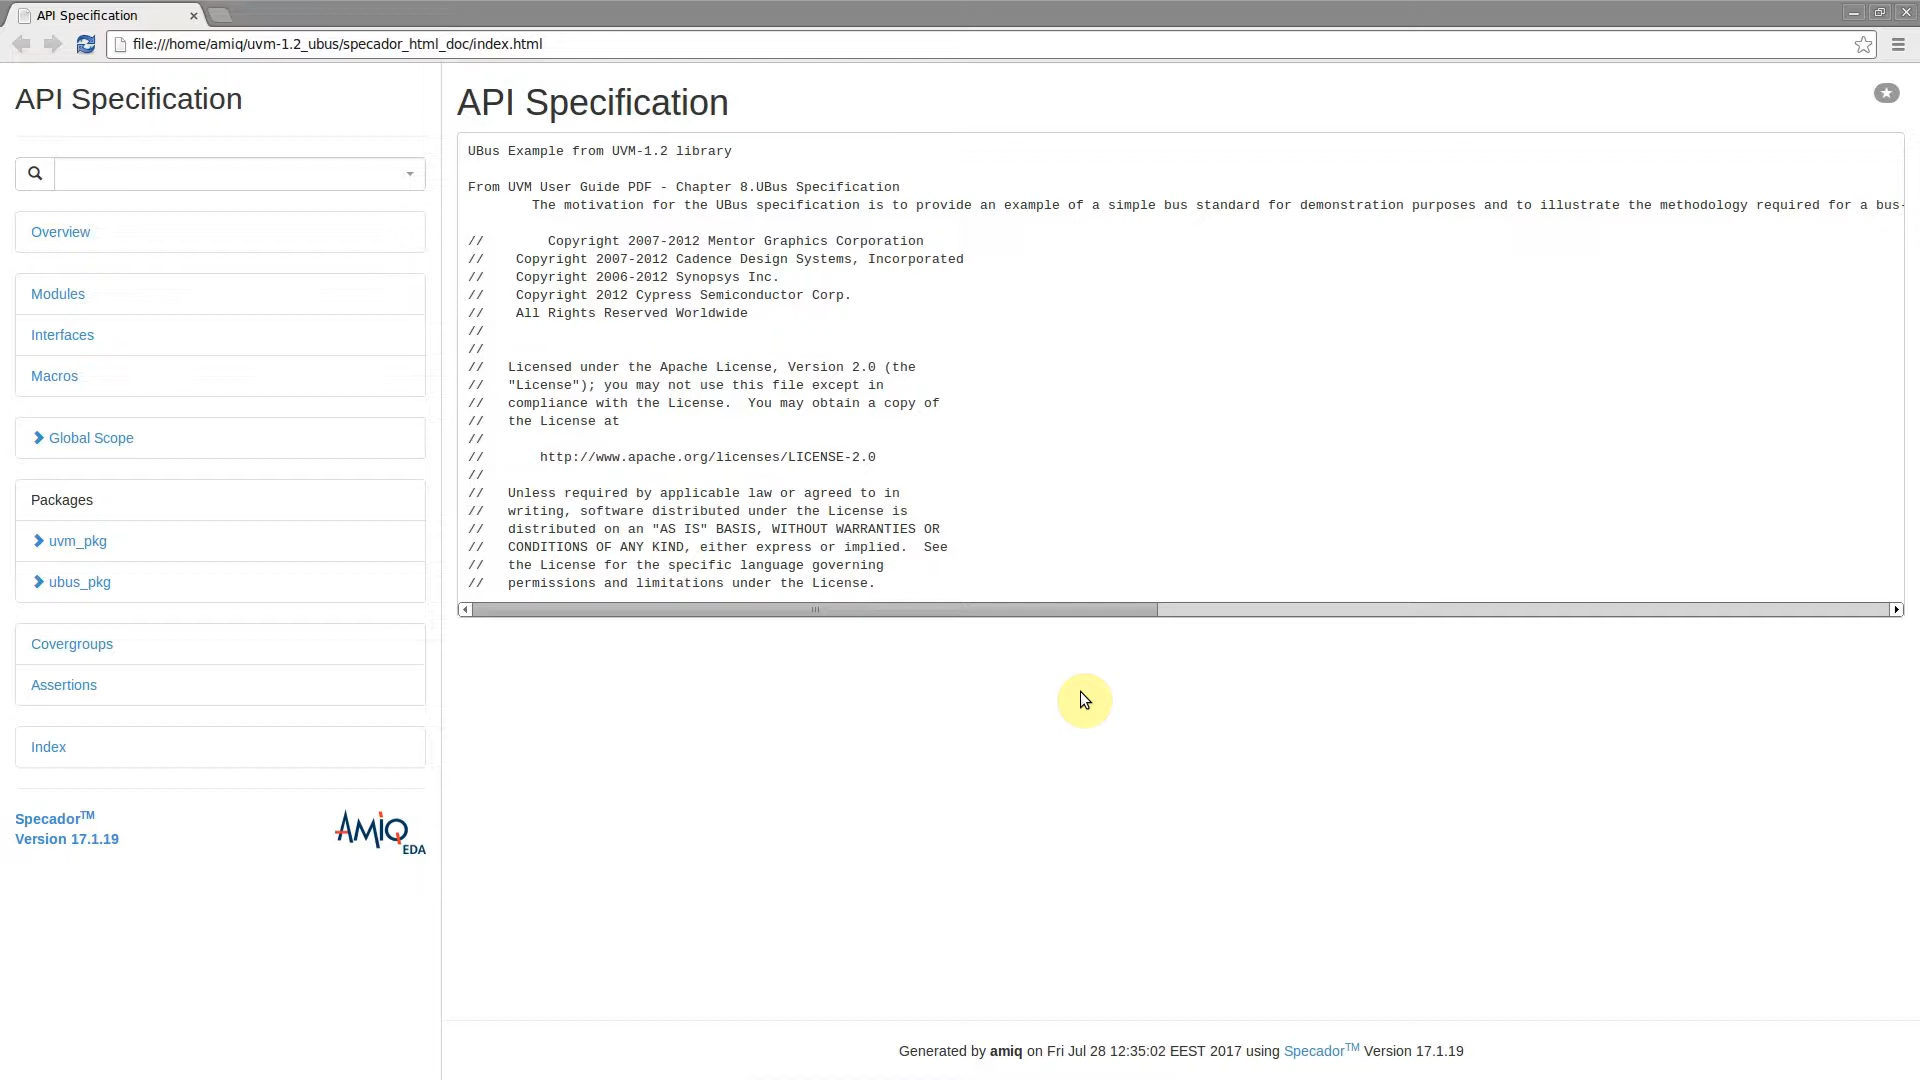 API Specification
file:///home/amiq/uvm-1.2_ubus/specador_html_doc/index.html
API Specification
Overview
Modules
Interfaces
Macros
Global Scope
Packages
uvm_pkg
ubus_pkg
Covergroups
Assertions
Index
Specador™
Version 17.1.19
AMIQ
EDA
API Specification
UBus Example from UVM-1.2 library
From UVM User Guide PDF - Chapter 8.UBus Specification
The motivation for the UBus specification is to provide an example of a simple bus standard for demonstration purposes and to illustrate the methodology required for a bus-
// Copyright 2007-2012 Mentor Graphics Corporation
// Copyright 2007-2012 Cadence Design Systems, Incorporated
// Copyright 2006-2012 Synopsys Inc.
// Copyright 2012 Cypress Semiconductor Corp.
// All Rights Reserved Worldwide
//
//
// Licensed under the Apache License, Version 2.0 (the
// "License"); you may not use this file except in
// compliance with the License. You may obtain a copy of
// the License at
//
// http://www.apache.org/licenses/LICENSE-2.0
//
// Unless required by applicable law or agreed to in
// writing, software distributed under the License is
// distributed on an "AS IS" BASIS, WITHOUT WARRANTIES OR
// CONDITIONS OF ANY KIND, either express or implied. See
// the License for the specific language governing
// permissions and limitations under the License.
Generated by amiq on Fri Jul 28 12:35:02 EEST 2017 using Specador™ Version 17.1.19